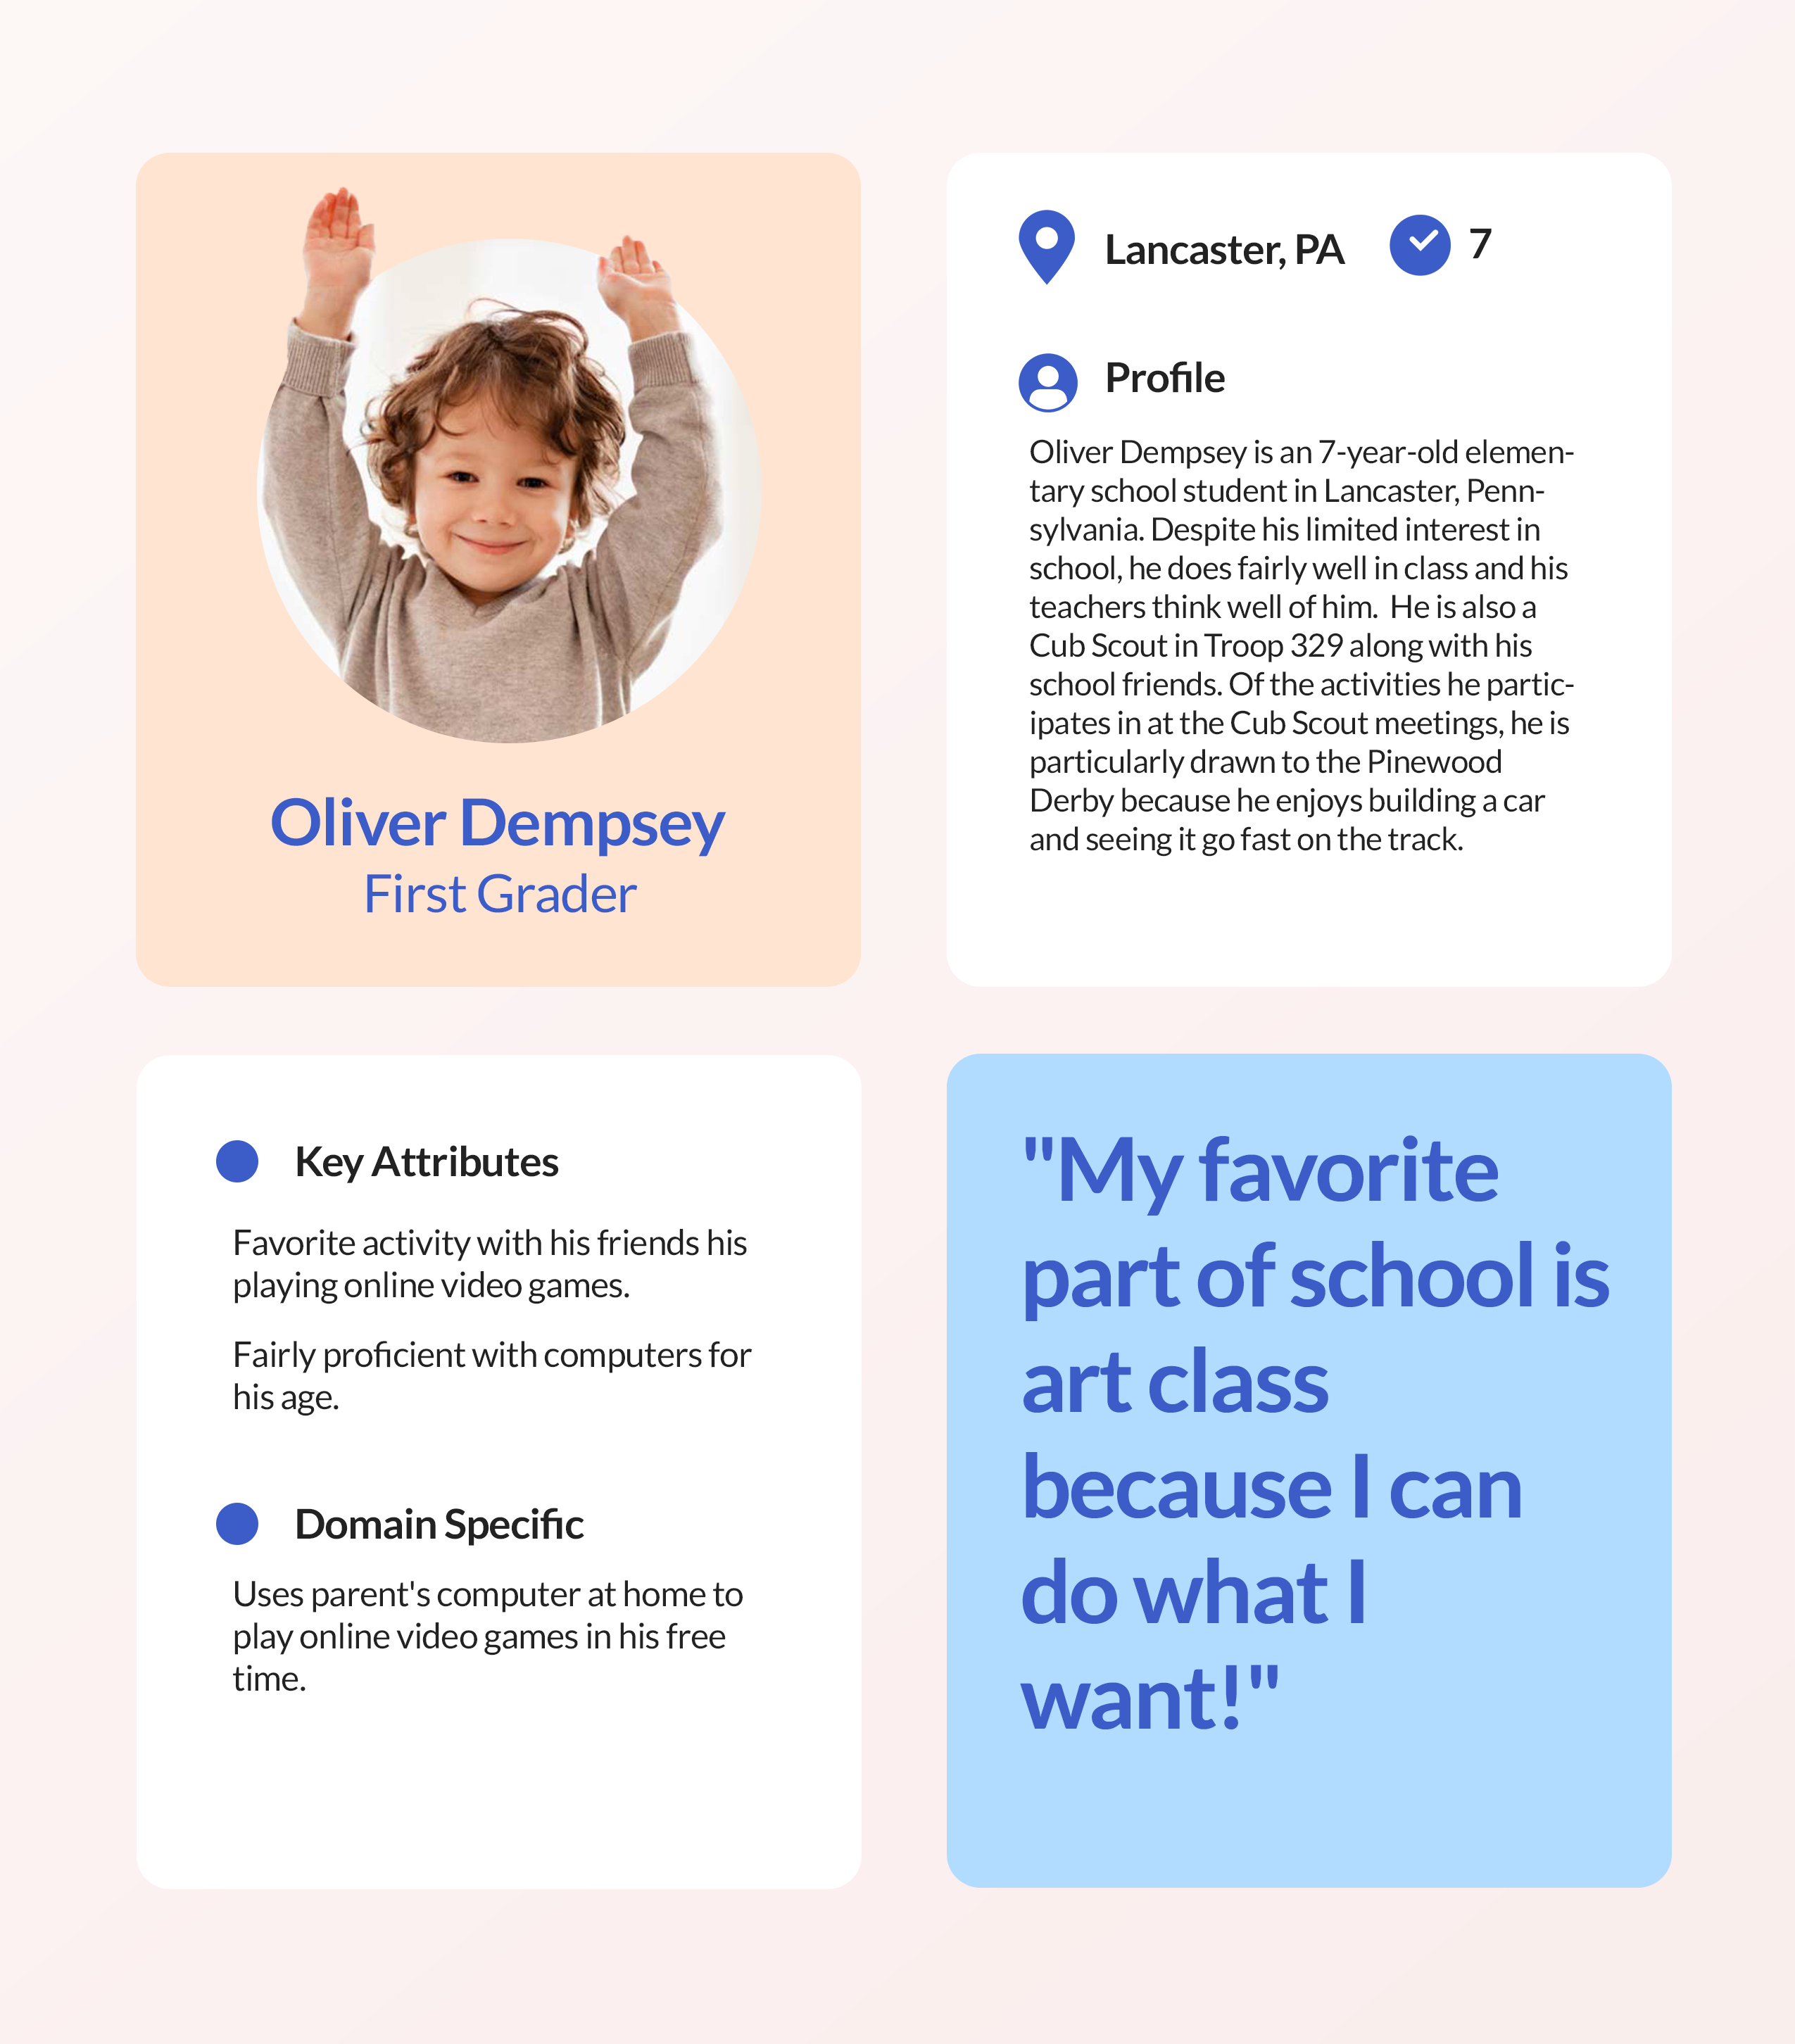 Oliver Dempsey
First Grader
Lancaster, PA
7
Profile
Oliver Dempsey is an 7-year-old elemen-
tary school student in Lancaster, Penn-
sylvania. Despite his limited interest in
school, he does fairly well in class and his
teachers think well of him.  He is also a
Cub Scout in Troop 329 along with his
school friends. Of the activities he partic-
ipates in at the Cub Scout meetings, he is
particularly drawn to the Pinewood
Derby because he enjoys building a car
and seeing it go fast on the track.
Key Attributes
Favorite activity with his friends his
playing online video games.
Fairly proficient with computers for
his age.
Domain Specific
Uses parent's computer at home to
play online video games in his free
time.
"My favorite
part of school is
art class
because I can
do what I
want!"